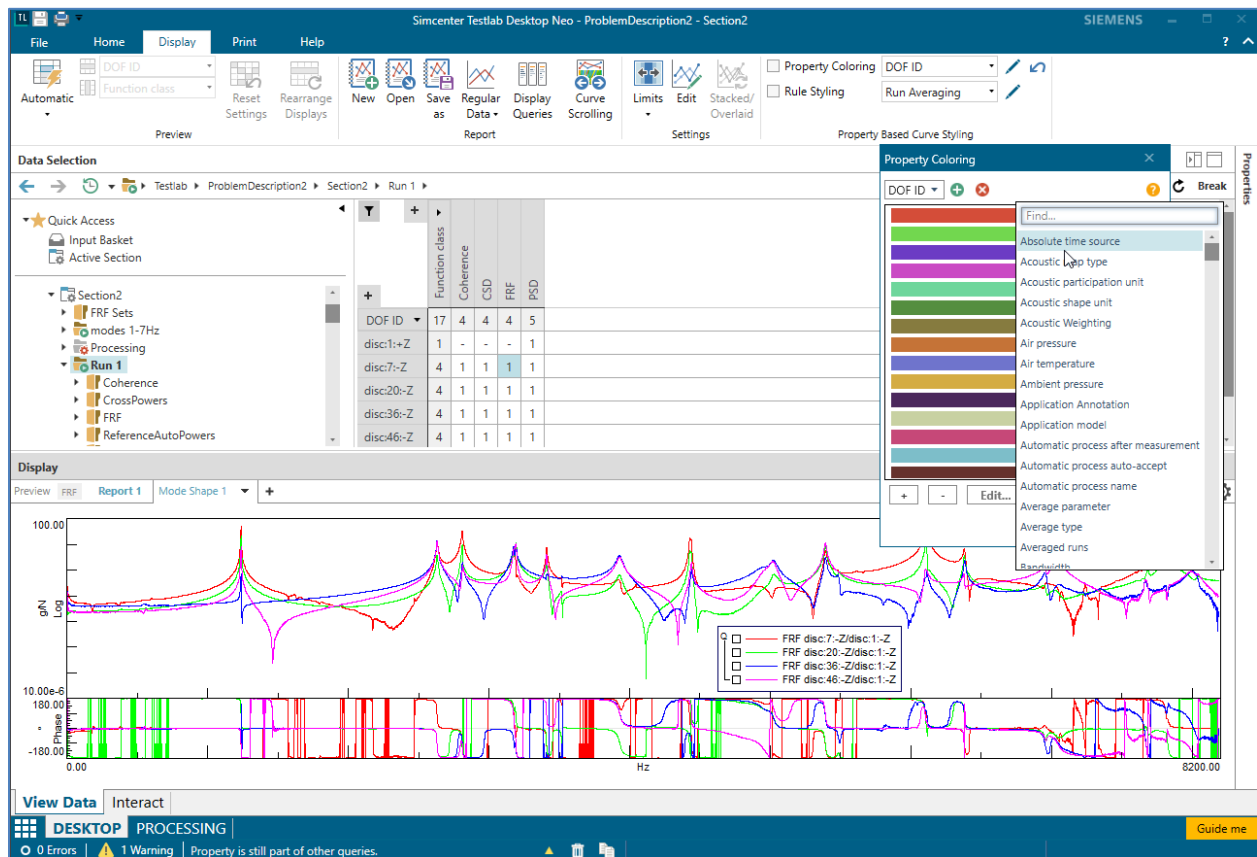 TL Simcenter Testlab Desktop Neo - ProblemDescription2 - Section2 SIEMENS
File Home Display Print Help ?
Automatic
DOF ID
Function class
Reset Settings
Rearrange Displays
New Open Save as Regular Data Display Queries Curve Scrolling
Limits Edit Stacked/ Overlaid
Property Coloring DOF ID
Rule Styling Run Averaging
Preview Report Settings Property Based Curve Styling
Data Selection
Testlab ProblemDescription2 Section2 Run 1
Break
Properties
Quick Access
Input Basket
Active Section
Section2
FRF Sets
modes 1-7Hz
Processing
Run 1
Coherence
CrossPowers
FRF
ReferenceAutoPowers
Function class Coherence CSD FRF PSD
DOF ID 17 4 4 4 5
disc:1:+Z 1 - - - 1
disc:7:-Z 4 1 1 1 1
disc:20:-Z 4 1 1 1 1
disc:36:-Z 4 1 1 1 1
disc:46:-Z 4 1 1 1 1
Property Coloring
DOF ID
+ - Edit...
Find...
Absolute time source
Acoustic type
Acoustic participation unit
Acoustic shape unit
Acoustic Weighting
Air pressure
Air temperature
Ambient pressure
Application Annotation
Application model
Automatic process after measurement
Automatic process auto-accept
Automatic process name
Average parameter
Average type
Averaged runs
Bandwidth
Display
Preview FRF Report 1 Mode Shape 1 +
100.00
g/N
Log
10.00e-6
FRF disc:7:-Z/disc:1:-Z
FRF disc:20:-Z/disc:1:-Z
FRF disc:36:-Z/disc:1:-Z
FRF disc:46:-Z/disc:1:-Z
180.00
°
Phase
-180.00
0.00 Hz 8200.00
View Data Interact
DESKTOP PROCESSING Guide me
0 Errors 1 Warning Property is still part of other queries.